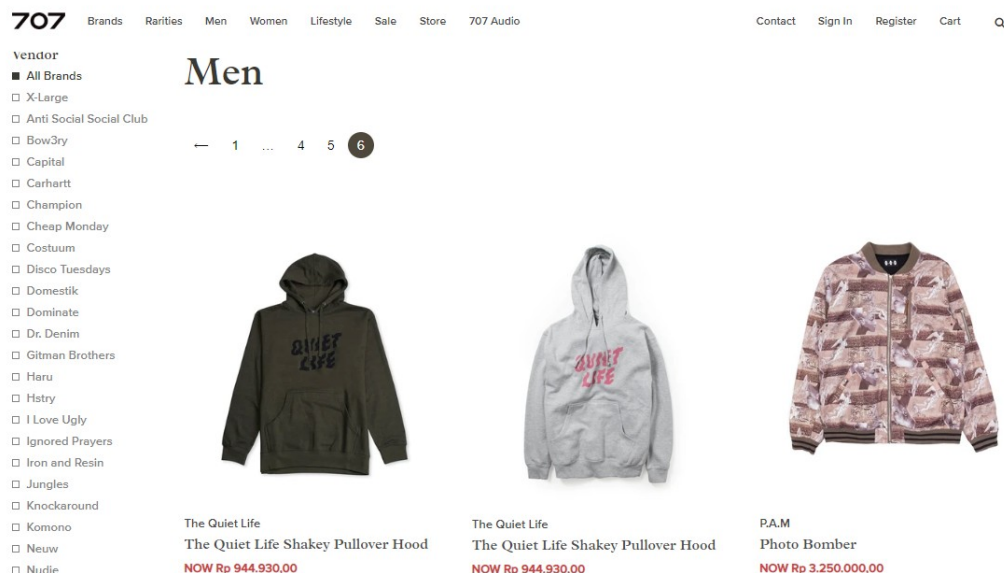 707 Brands Rarities Men Women Lifestyle Sale Store 707 Audio Contact Sign In Register Cart
Vendor
All Brands
X-Large
Anti Social Social Club
Bow3ry
Capital
Carhartt
Champion
Cheap Monday
Costuum
Disco Tuesdays
Domestik
Dominate
Dr. Denim
Gitman Brothers
Haru
Hstry
I Love Ugly
Ignored Prayers
Iron and Resin
Jungles
Knockaround
Komono
Neuw
Nudie
Men
← 1 ... 4 5 6
QUIET
LIFE
QUIET
LIFE
The Quiet Life
The Quiet Life Shakey Pullover Hood
NOW Rp 944.930,00
The Quiet Life
The Quiet Life Shakey Pullover Hood
NOW Rp 944.930,00
P.A.M
Photo Bomber
NOW Rp 3.250.000,00